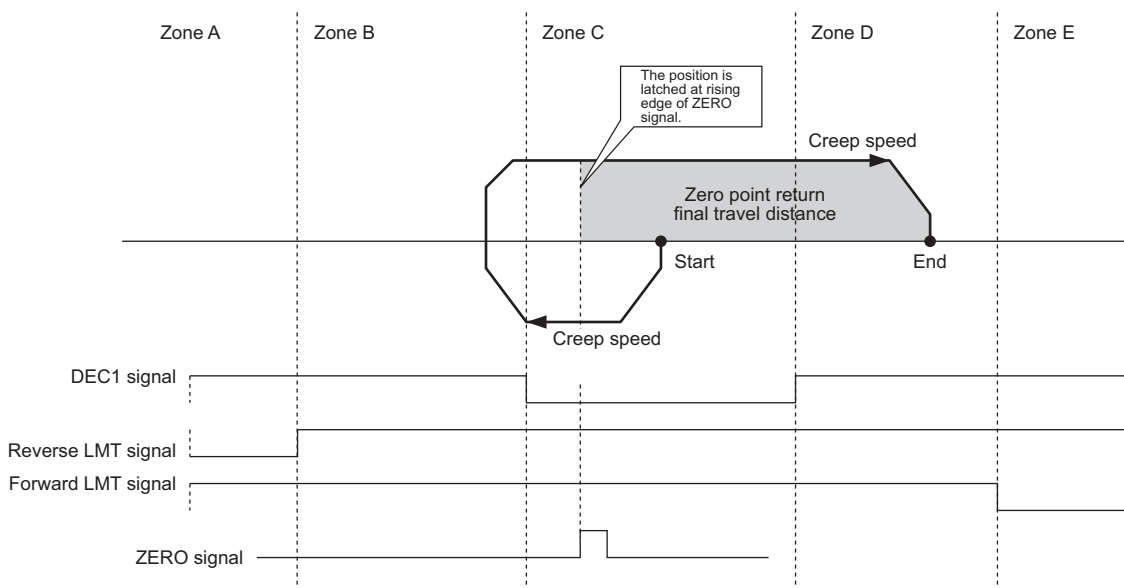 Zone A
Zone B
Zone C
Zone D
Zone E
The position is
latched at rising
edge of ZERO
signal.
Creep speed
Zero point return
final travel distance
Start
End
Creep speed
DEC1 signal
Reverse LMT signal
Forward LMT signal
ZERO signal